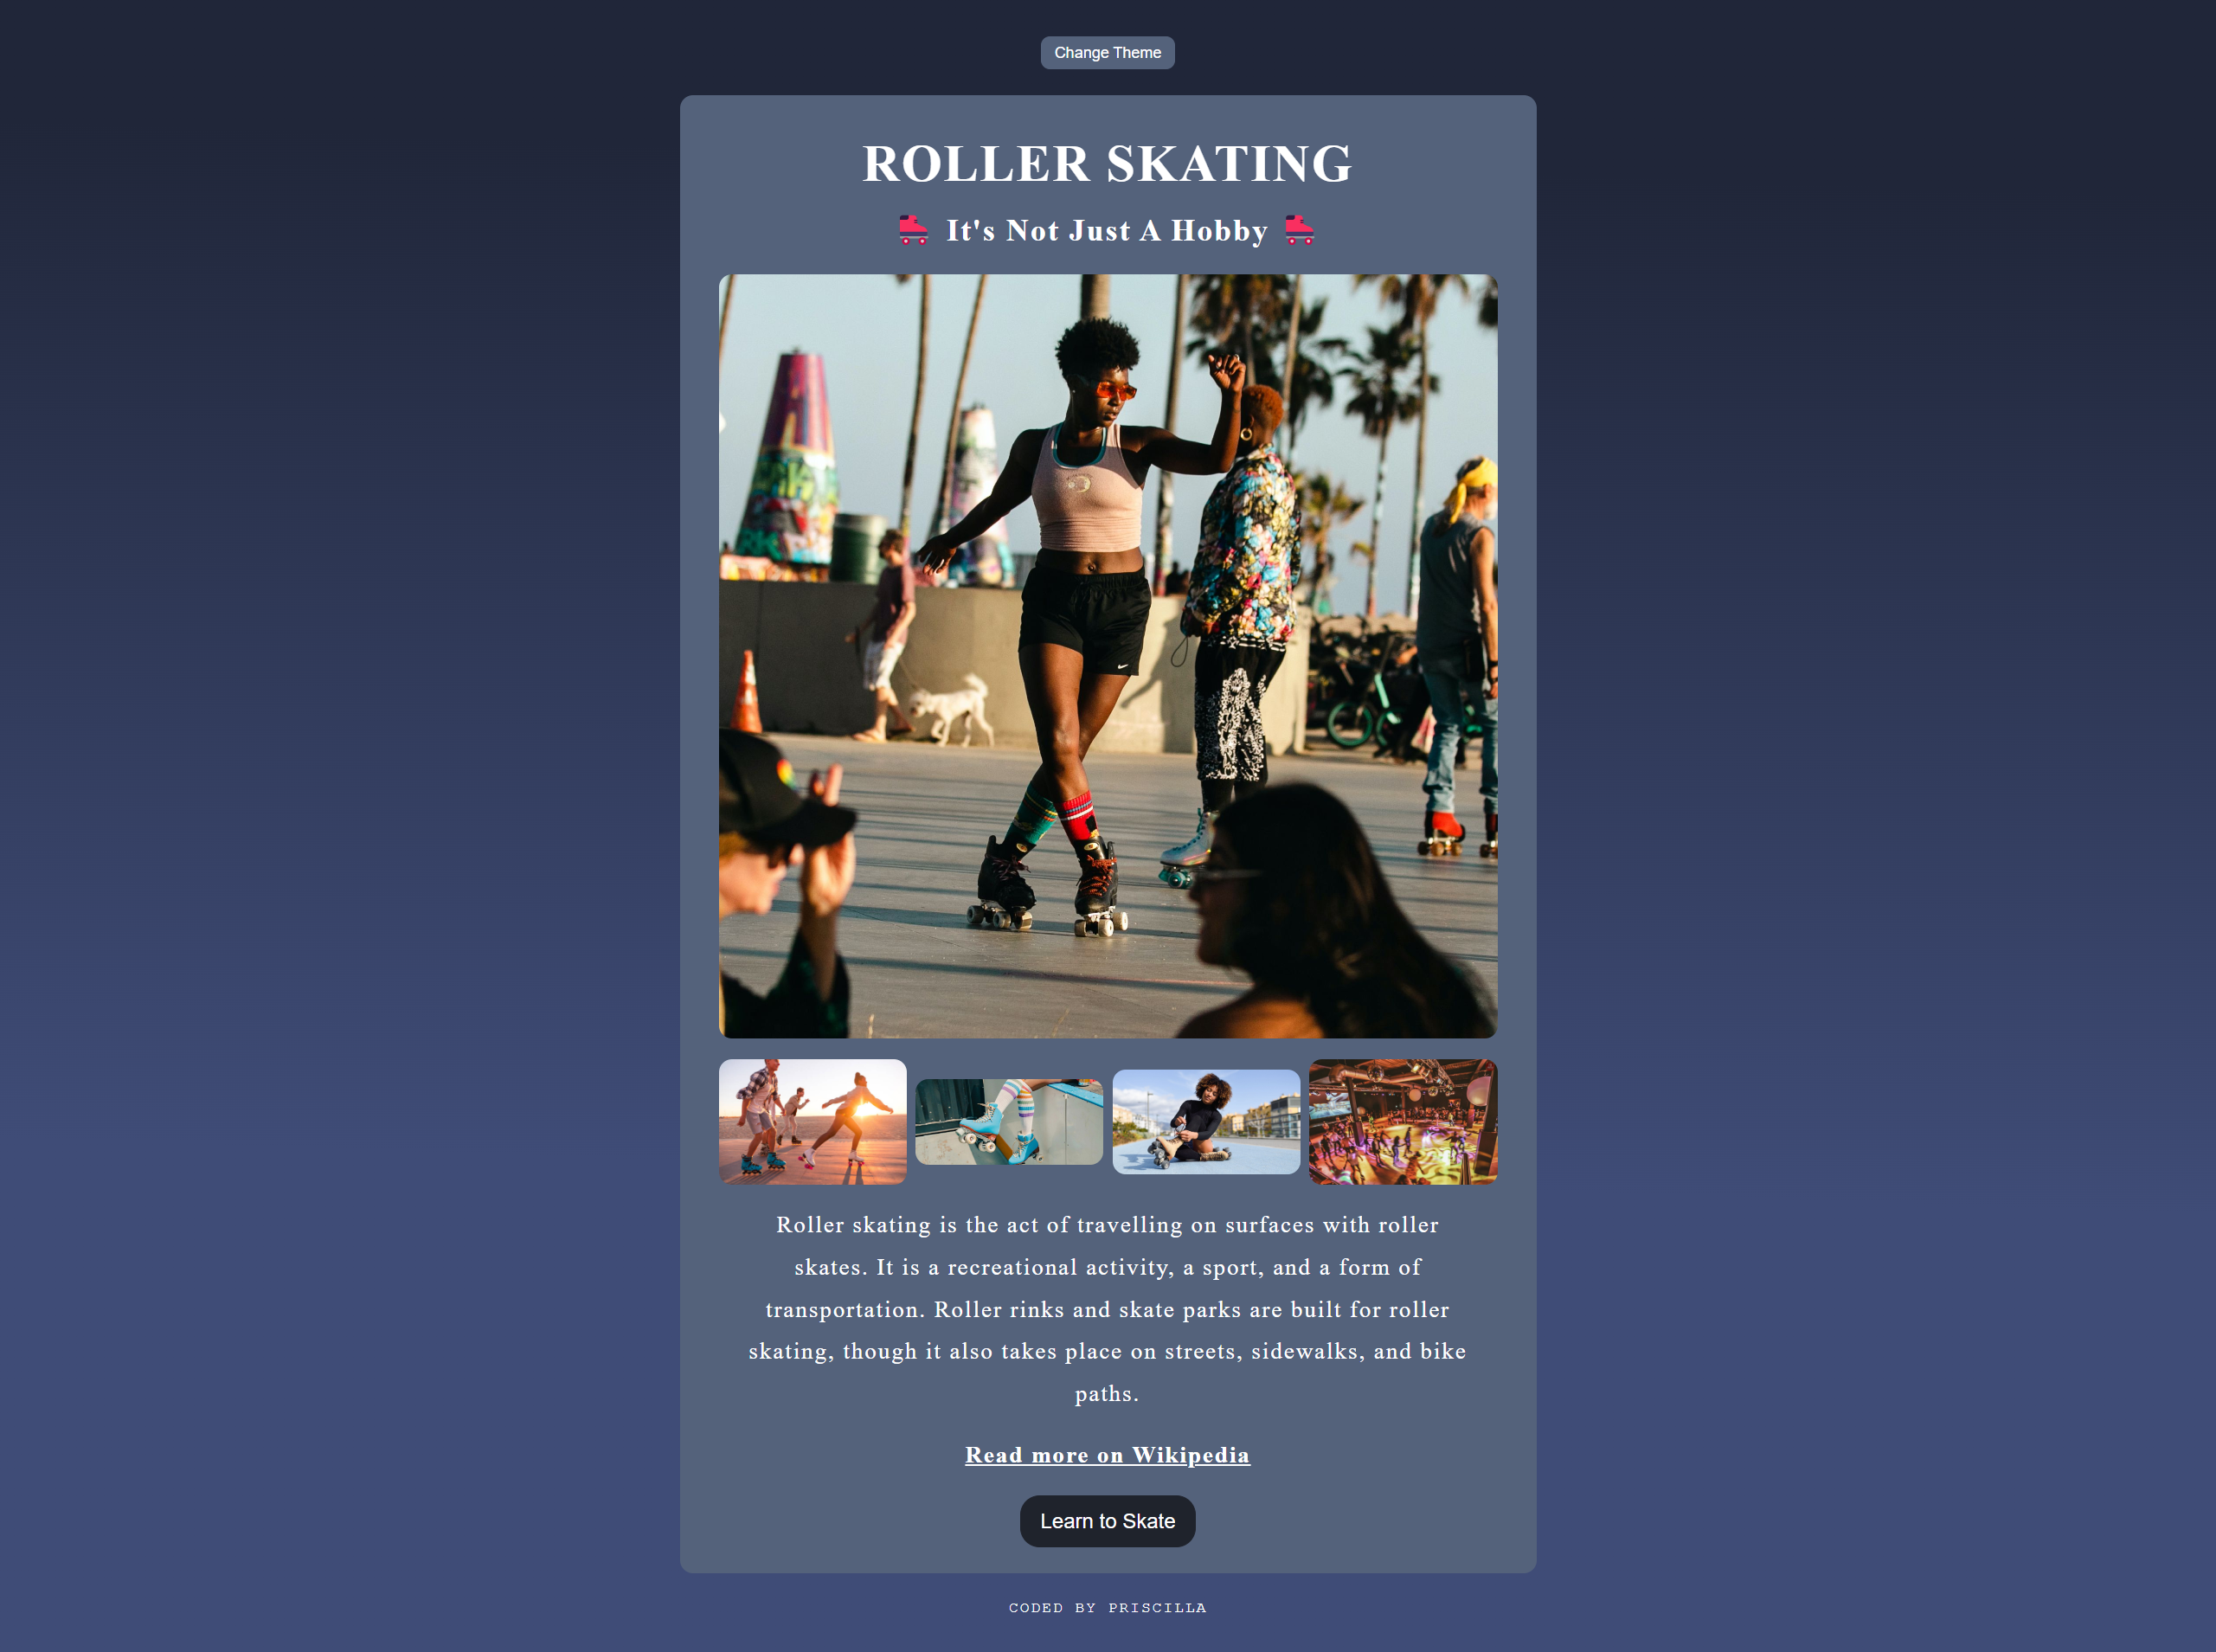 Change Theme
ROLLER SKATING
It's Not Just A Hobby
Roller skating is the act of travelling on surfaces with roller
skates. It is a recreational activity, a sport, and a form of
transportation. Roller rinks and skate parks are built for roller
skating, though it also takes place on streets, sidewalks, and bike
paths.
Read more on Wikipedia
Learn to Skate
CODED BY PRISCILLA